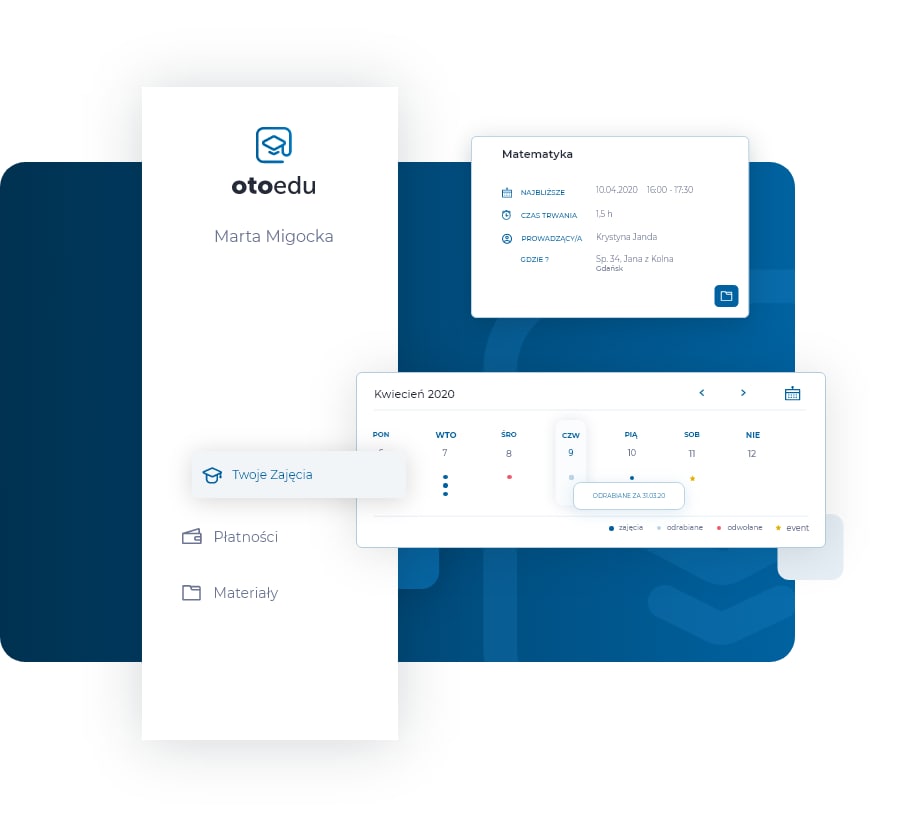 otoedu
Marta Migocka
Twoje Zajęcia
Płatności
Materiały
Matematyka
NAJBLIŻSZE 10.04.2020 16:00 - 17:30
CZAS TRWANIA 1,5 h
PROWADZĄCY/A Krystyna Janda
GDZIE ? Sp. 34, Jana z Kolna
Gdańsk
Kwiecień 2020
PON WTO ŚRO CZW PIĄ SOB NIE
7 8 9 10 11 12
ODRABIANE ZA 31.03.20
zajęcia odrabiane odwołane event